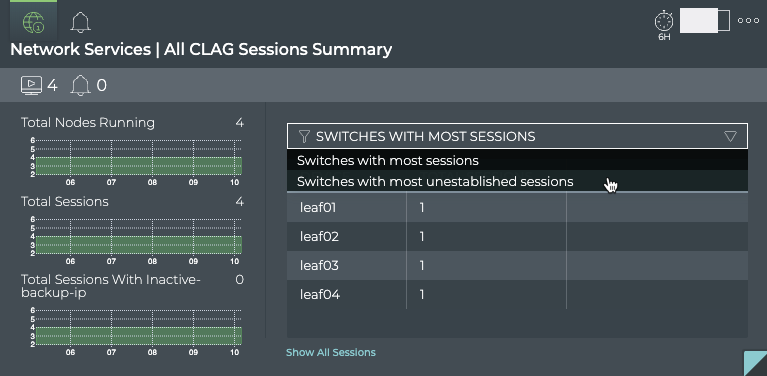 1
6H
Network Services | All CLAG Sessions Summary
4
0
Total Nodes Running 4
6
5
4
3
2
06 07 08 09 10
Total Sessions 4
6
5
4
3
2
06 07 08 09 10
Total Sessions With Inactive- 0
backup-ip
6
5
4
3
2
06 07 08 09 10
SWITCHES WITH MOST SESSIONS
Switches with most sessions
Switches with most unestablished sessions
leaf01 1
leaf02 1
leaf03 1
leaf04 1
Show All Sessions